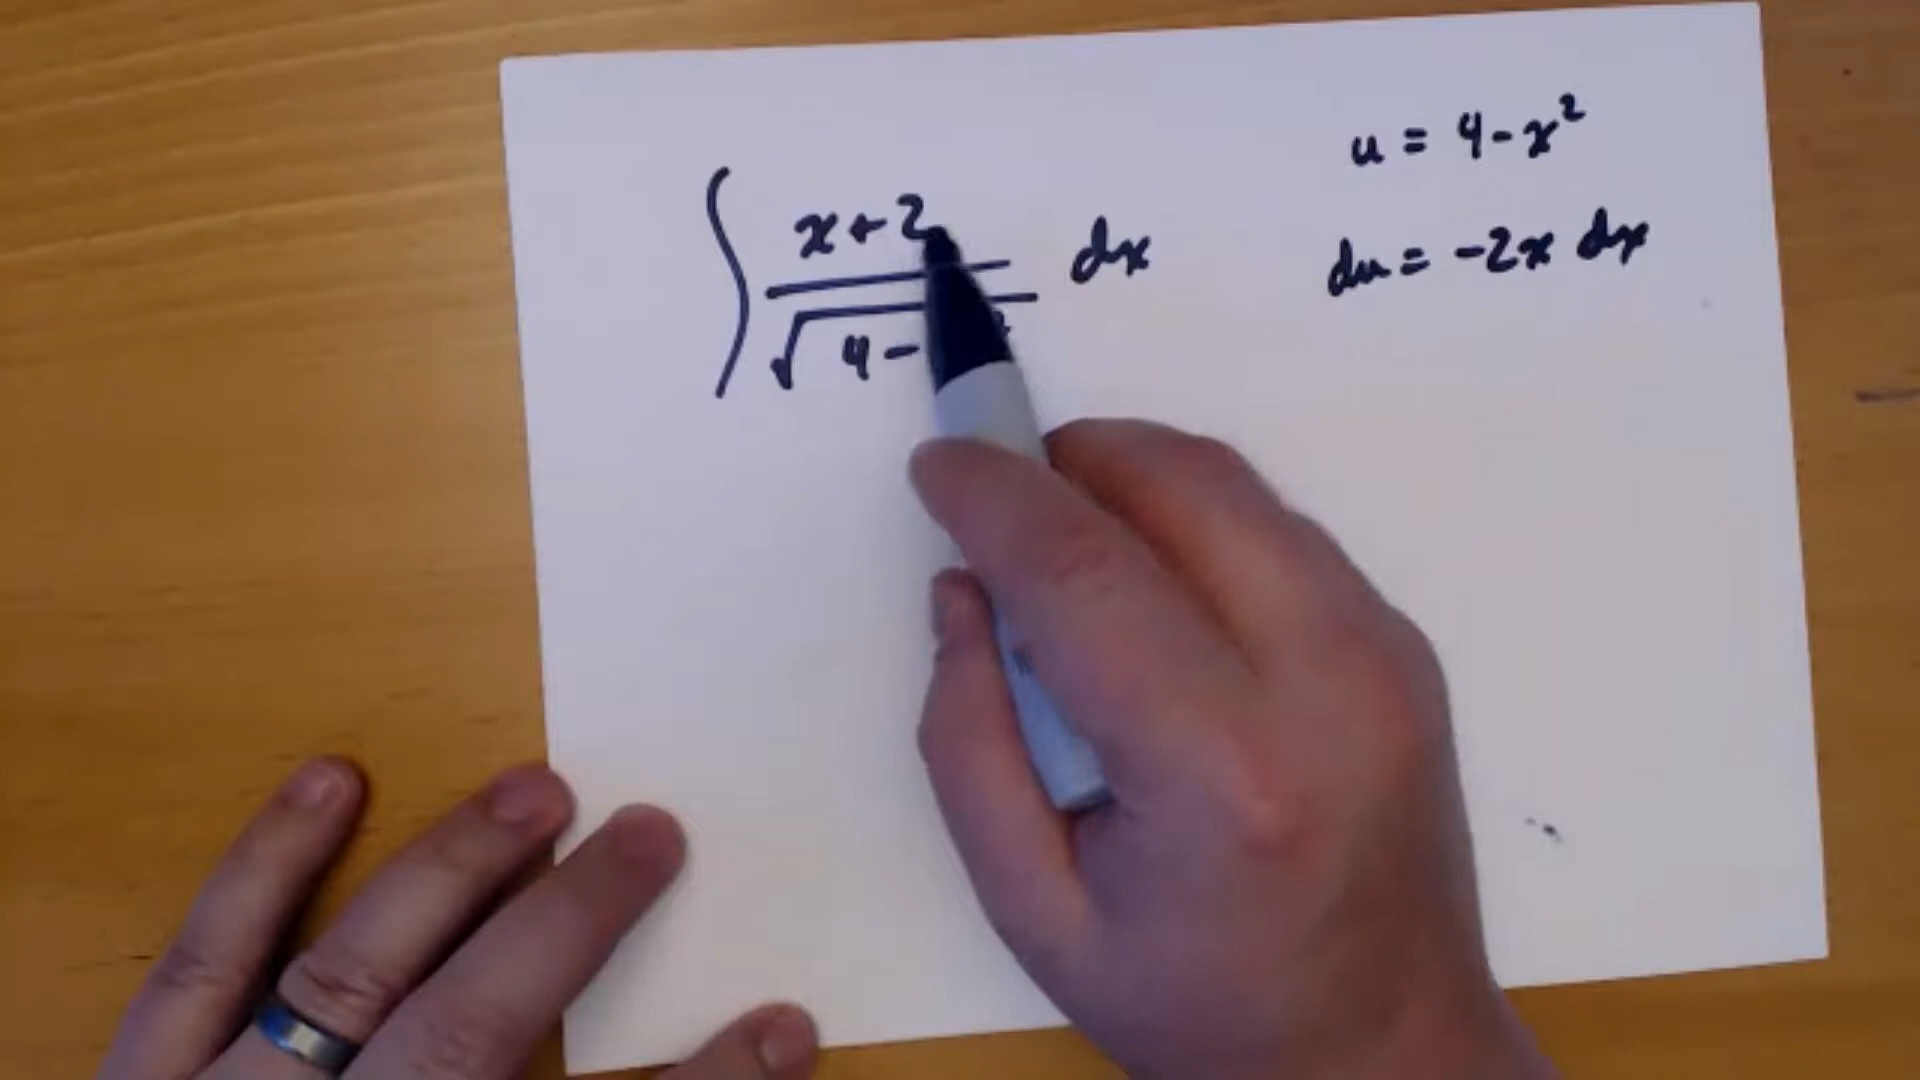 ∫ x+2 / √4- dx
u = 4-x²
du = -2x dx